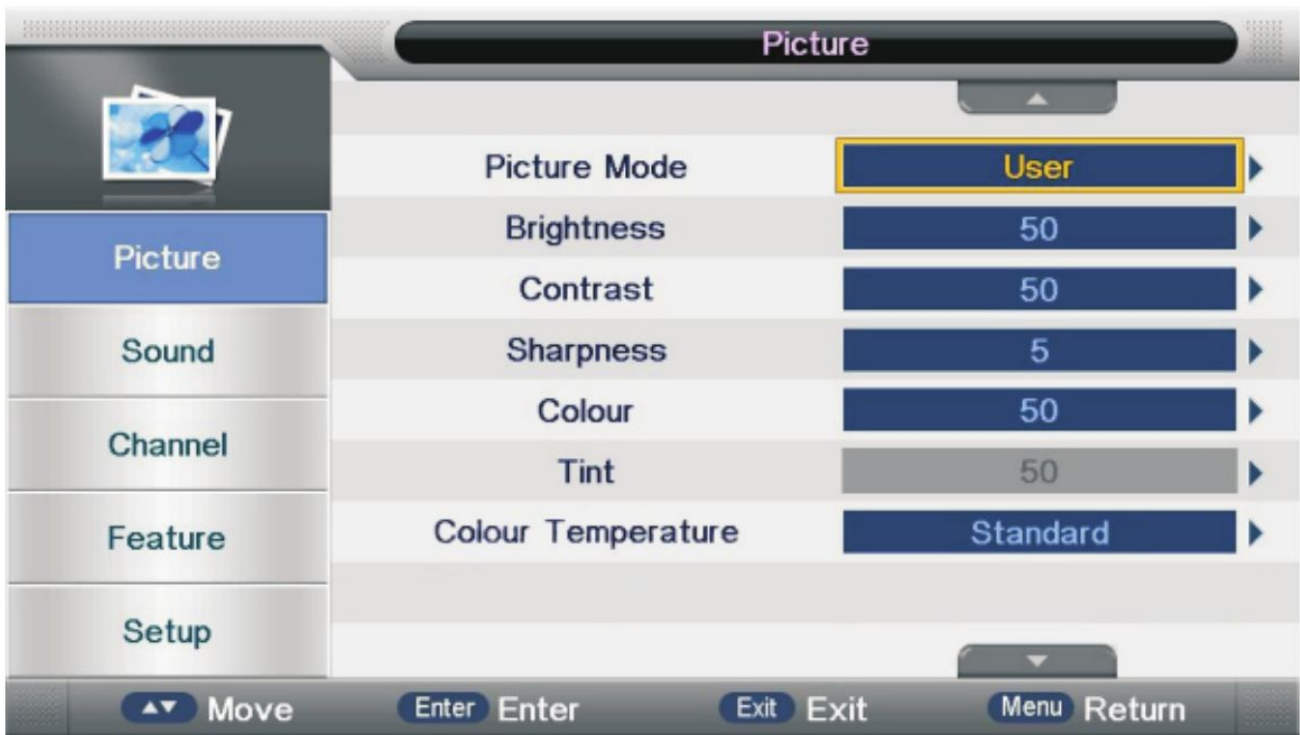 Picture
Picture Mode User
Brightness 50
Picture
Contrast 50
Sound
Sharpness 5
Colour 50
Channel
Tint 50
Feature
Colour Temperature Standard
Setup
Move Enter Enter Exit Exit Menu Return